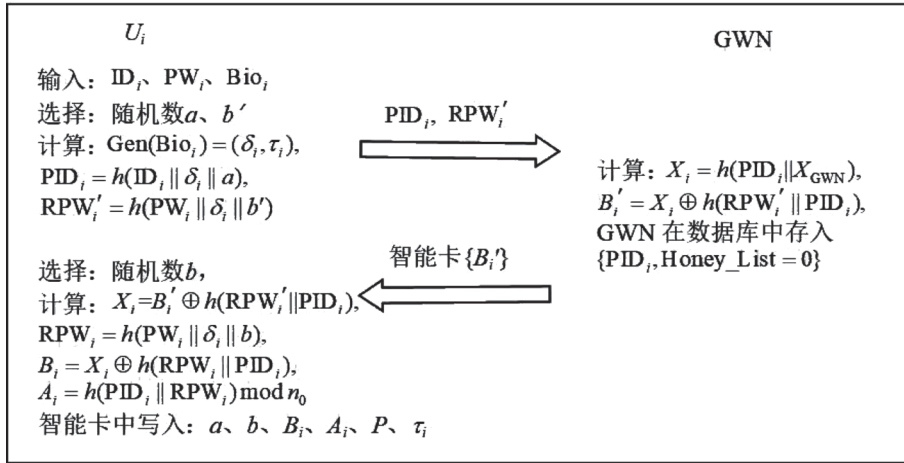 U_i
GWN
输入：ID_i、PW_i、Bio_i
选择：随机数a、b′
计算：Gen(Bio_i)=(δ_i,τ_i),
PID_i=h(ID_i||δ_i||a),
RPW_i′=h(PW_i||δ_i||b′)
PID_i, RPW_i′
计算：X_i=h(PID_i||X_GWN),
B_i′=X_i⊕h(RPW_i′||PID_i),
GWN 在数据库中存入
{PID_i,Honey_List=0}
智能卡{B_i′}
选择：随机数b，
计算：X_i=B_i′⊕h(RPW_i′||PID_i),
RPW_i=h(PW_i||δ_i||b),
B_i=X_i⊕h(RPW_i||PID_i),
A_i=h(PID_i||RPW_i)mod n_0
智能卡中写入：a、b、B_i、A_i、P、τ_i